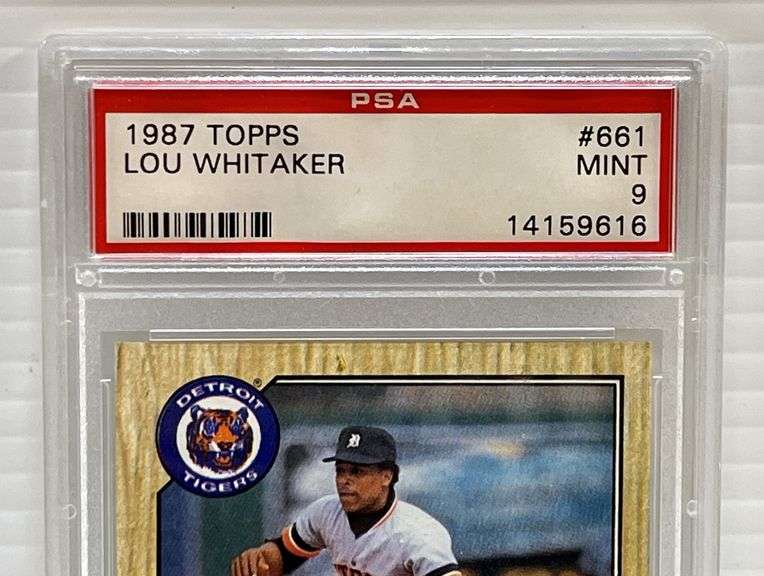 PSA
1987 TOPPS #661
LOU WHITAKER MINT
9
14159616
DETROIT
®
TIGERS
D